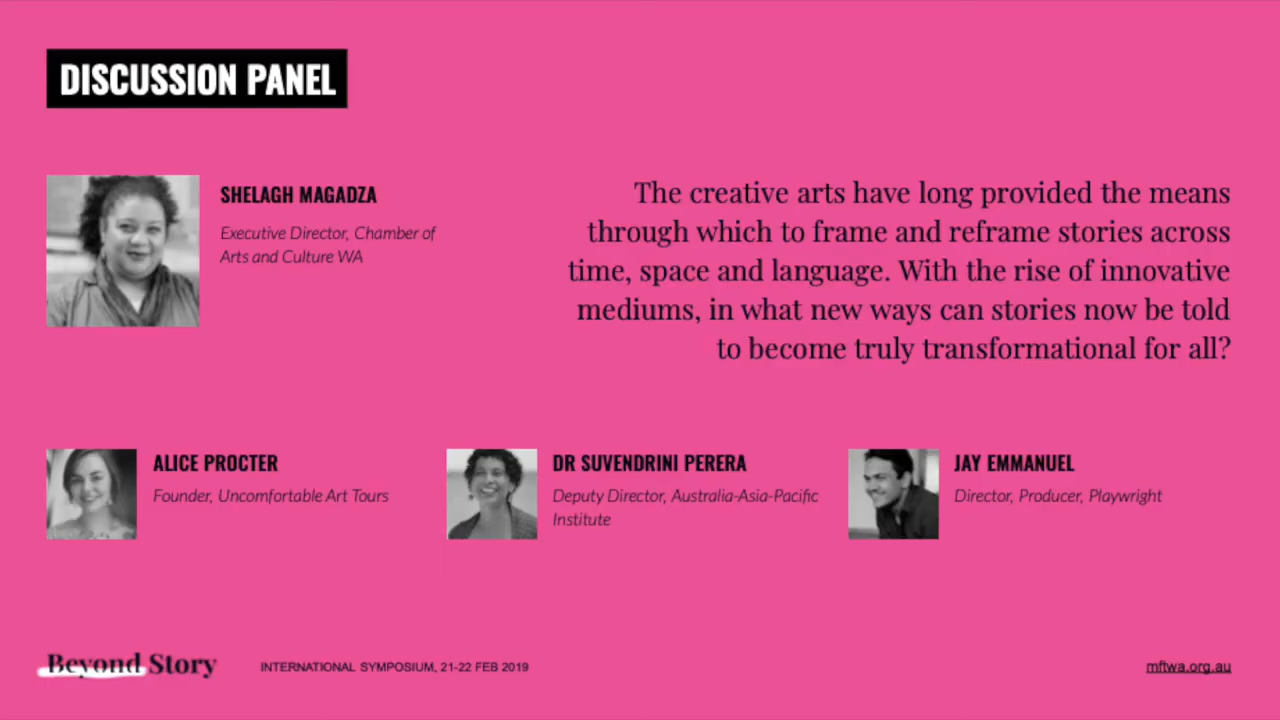 DISCUSSION PANEL
SHELAGH MAGADZA
Executive Director, Chamber of
Arts and Culture WA
The creative arts have long provided the means
through which to frame and reframe stories across
time, space and language. With the rise of innovative
mediums, in what new ways can stories now be told
to become truly transformational for all?
ALICE PROCTER
Founder, Uncomfortable Art Tours
DR SUVENDRINI PERERA
Deputy Director, Australia-Asia-Pacific
Institute
JAY EMMANUEL
Director, Producer, Playwright
Beyond Story
INTERNATIONAL SYMPOSIUM, 21-22 FEB 2019
mftwa.org.au